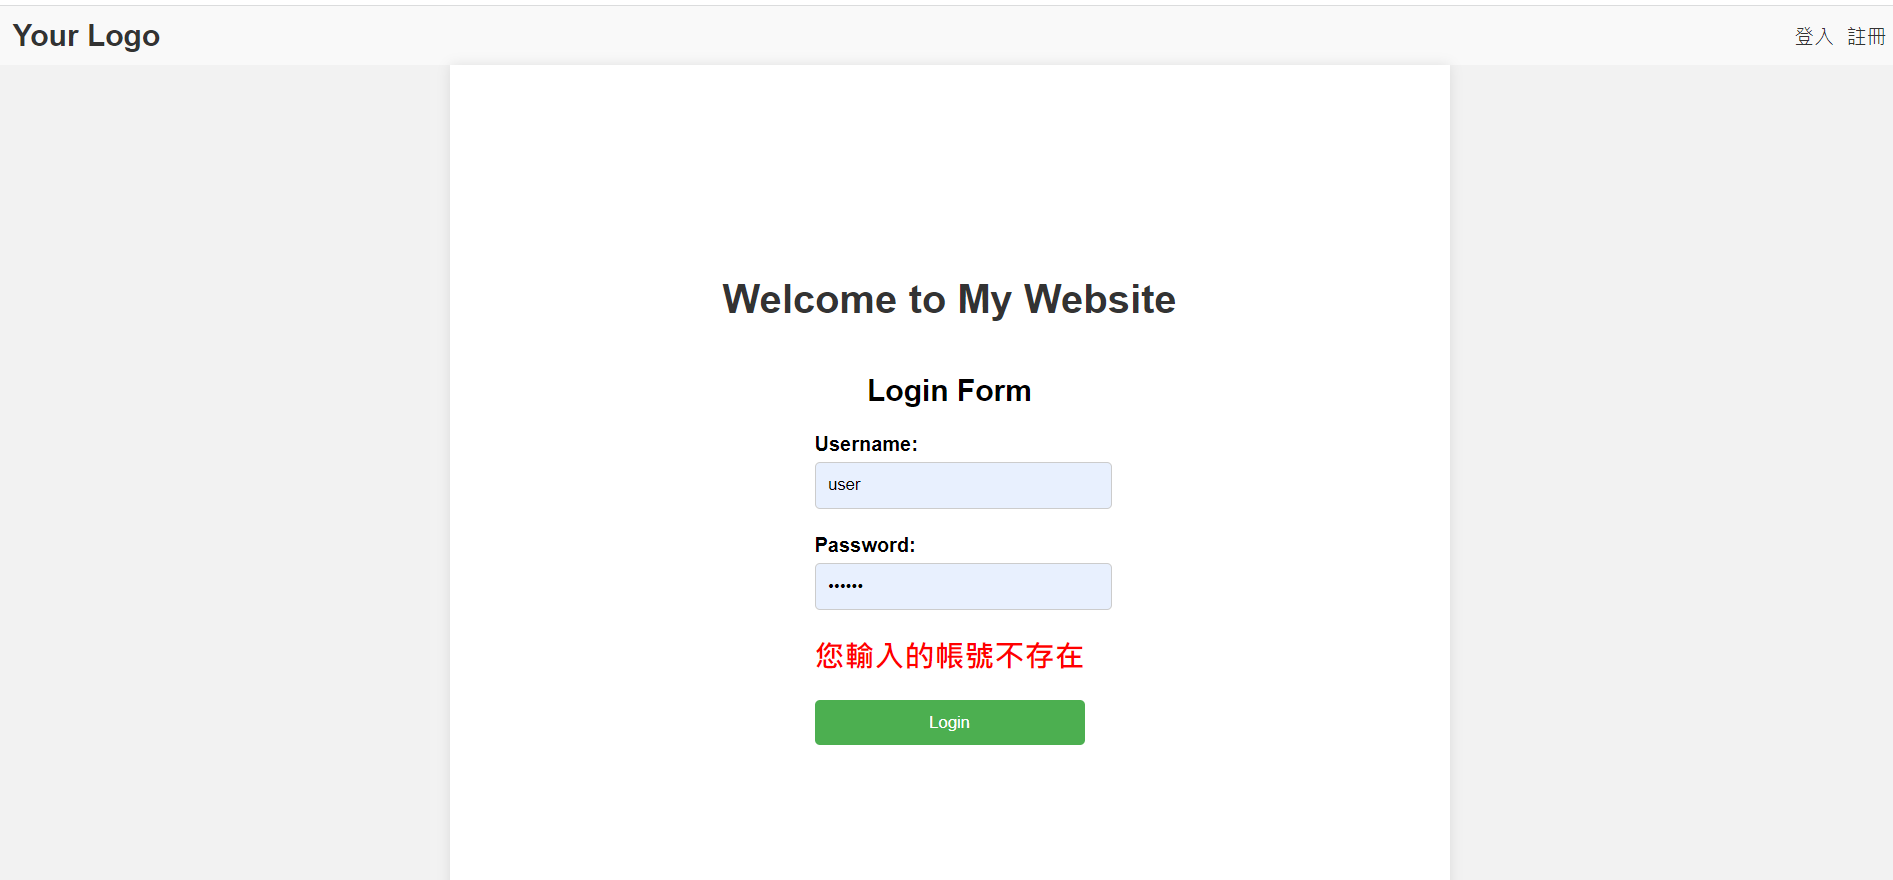 Your Logo
登入 註冊
Welcome to My Website
Login Form
Username:
user
Password:
••••••
您輸入的帳號不存在
Login